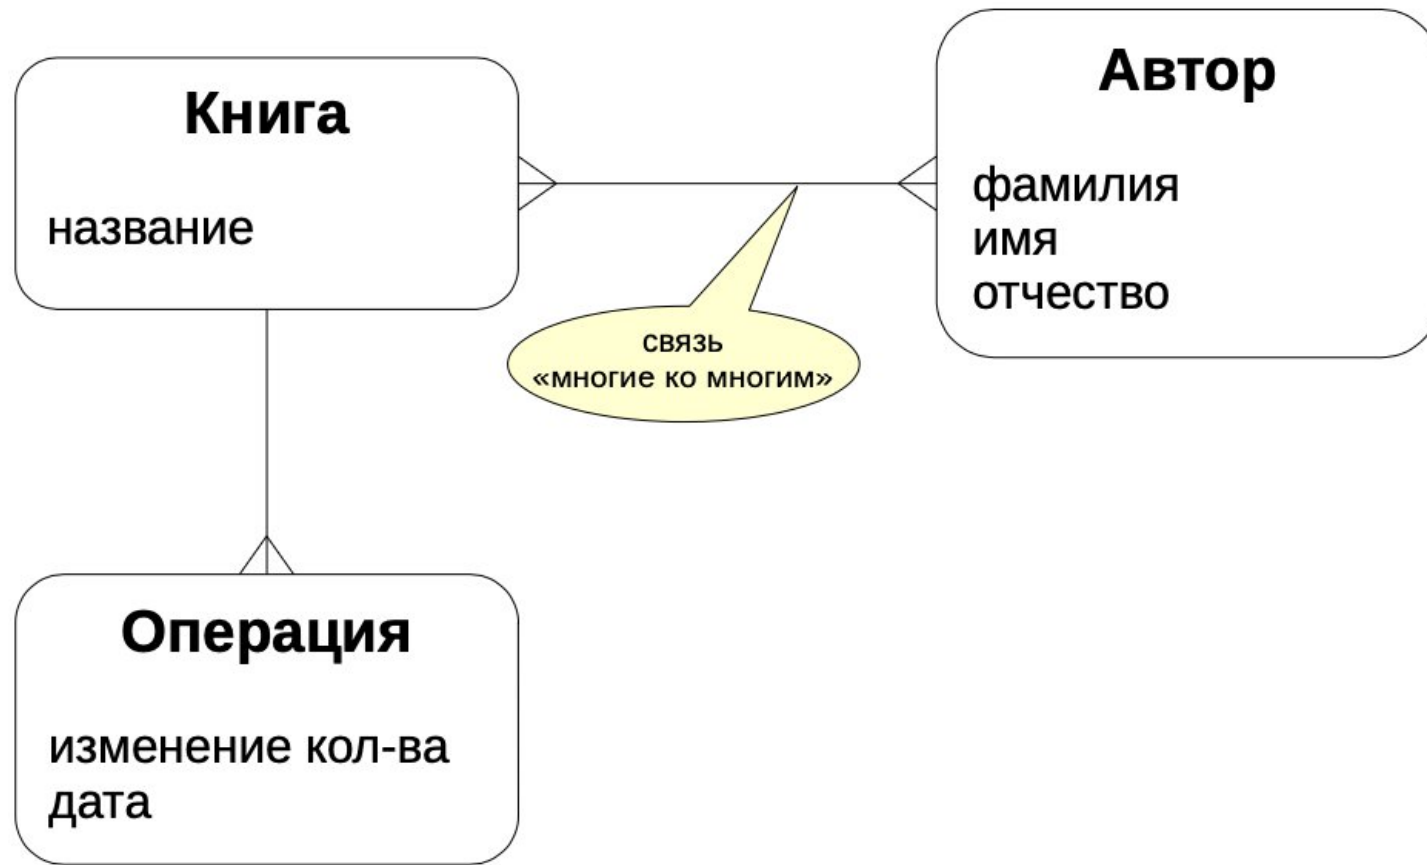 Книга
название
Автор
фамилия
имя
отчество
связь
«многие ко многим»
Операция
изменение кол-ва
дата